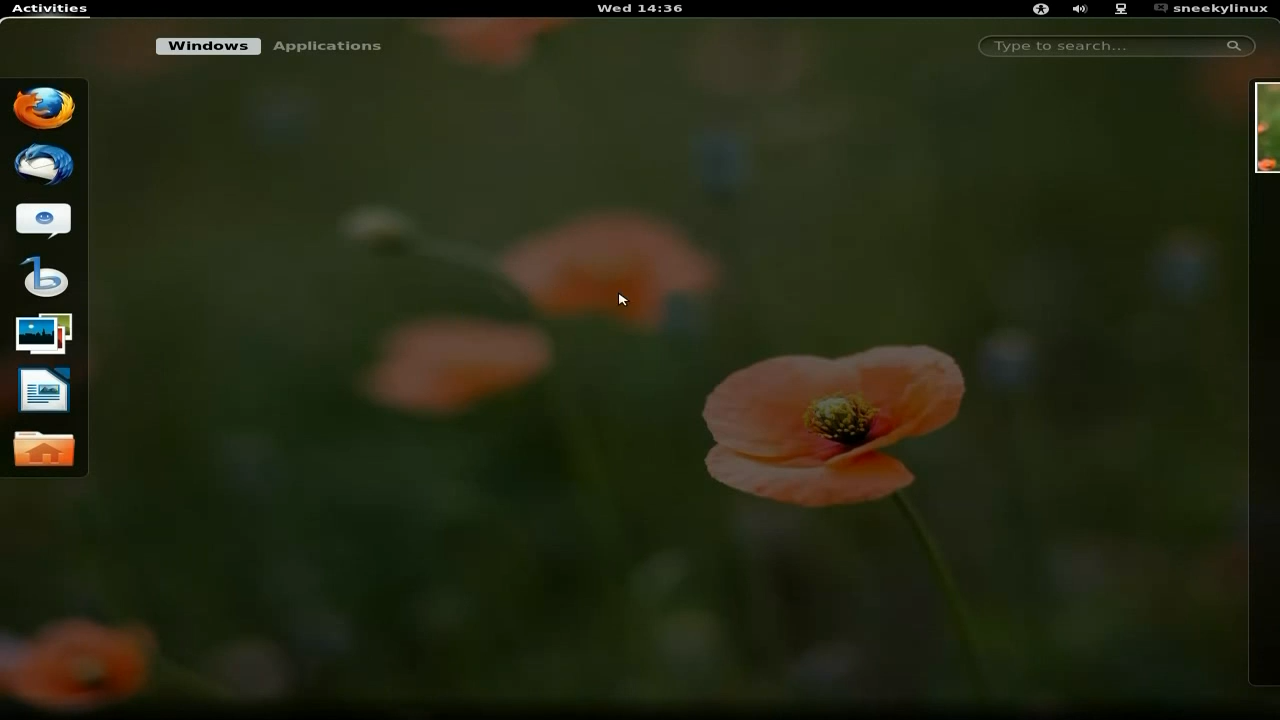 Activities
Wed 14:36
sneekylinux
Windows
Applications
Type to search...